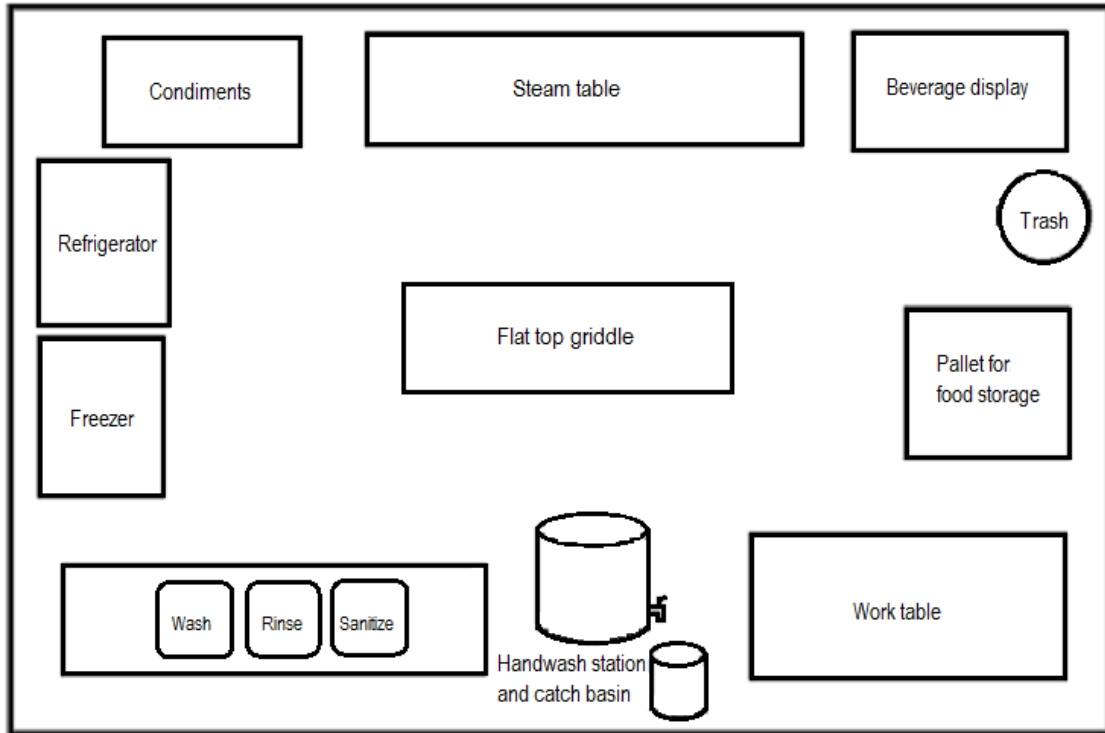 Condiments
Steam table
Beverage display
Refrigerator
Trash
Flat top griddle
Pallet for
food storage
Freezer
Wash
Rinse
Sanitize
Handwash station
and catch basin
Work table